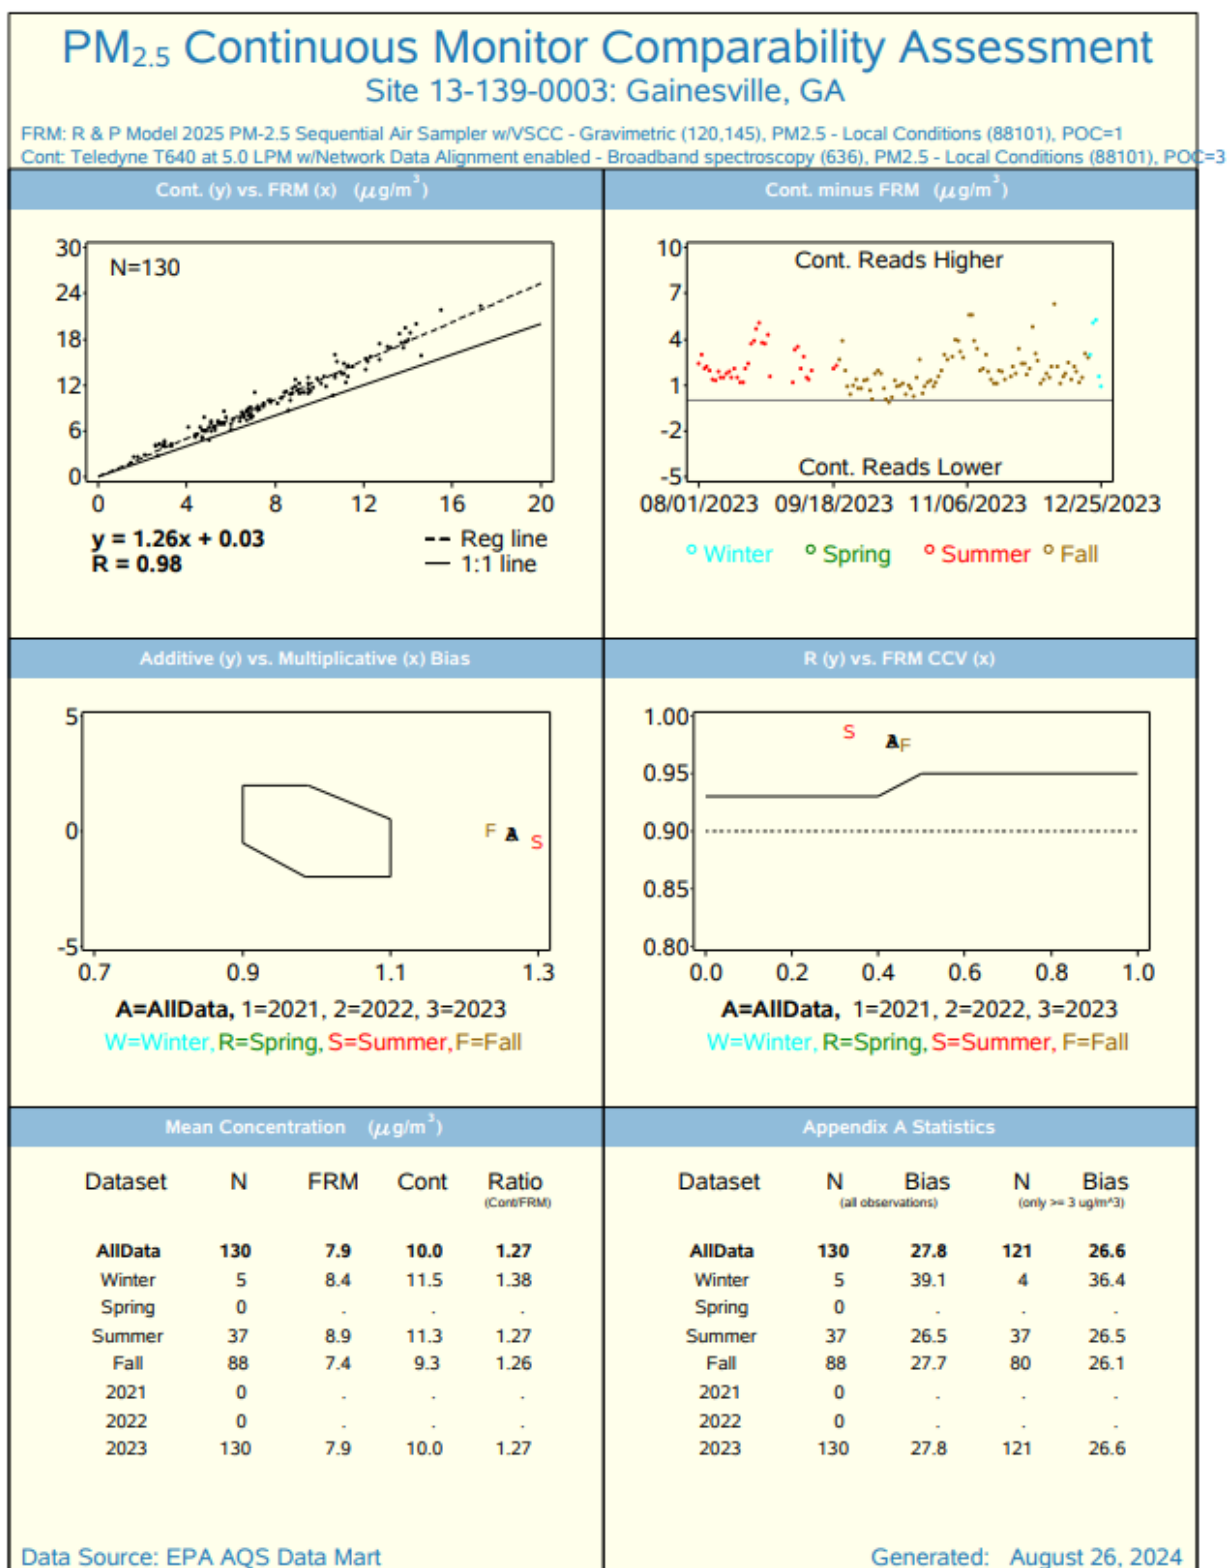 PM2.5 Continuous Monitor Comparability Assessment
Site 13-139-0003: Gainesville, GA
FRM: R & P Model 2025 PM-2.5 Sequential Air Sampler w/VSCC - Gravimetric (120,145), PM2.5 - Local Conditions (88101), POC=1
Cont: Teledyne T640 at 5.0 LPM w/Network Data Alignment enabled - Broadband spectroscopy (636), PM2.5 - Local Conditions (88101), POC=3
Cont. (y) vs. FRM (x) (μg/m³)
30
24
18
12
6
0
N=130
0 4 8 12 16 20
y = 1.26x + 0.03
R = 0.98
-- Reg line
— 1:1 line
Cont. minus FRM (μg/m³)
10
7
4
1
-2
-5
Cont. Reads Higher
Cont. Reads Lower
08/01/2023 09/18/2023 11/06/2023 12/25/2023
Winter Spring Summer Fall
Additive (y) vs. Multiplicative (x) Bias
5
0
-5
F A S
0.7 0.9 1.1 1.3
A=AllData, 1=2021, 2=2022, 3=2023
W=Winter, R=Spring, S=Summer, F=Fall
R (y) vs. FRM CCV (x)
1.00
0.95
0.90
0.85
0.80
S A F
0.0 0.2 0.4 0.6 0.8 1.0
A=AllData, 1=2021, 2=2022, 3=2023
W=Winter, R=Spring, S=Summer, F=Fall
Mean Concentration (μg/m³)
Dataset N FRM Cont Ratio
(Cont/FRM)
AllData 130 7.9 10.0 1.27
Winter 5 8.4 11.5 1.38
Spring 0 . . .
Summer 37 8.9 11.3 1.27
Fall 88 7.4 9.3 1.26
2021 0 . . .
2022 0 . . .
2023 130 7.9 10.0 1.27
Appendix A Statistics
Dataset N Bias N Bias
(all observations) (only >= 3 ug/m^3)
AllData 130 27.8 121 26.6
Winter 5 39.1 4 36.4
Spring 0 . . .
Summer 37 26.5 37 26.5
Fall 88 27.7 80 26.1
2021 0 . . .
2022 0 . . .
2023 130 27.8 121 26.6
Data Source: EPA AQS Data Mart
Generated: August 26, 2024